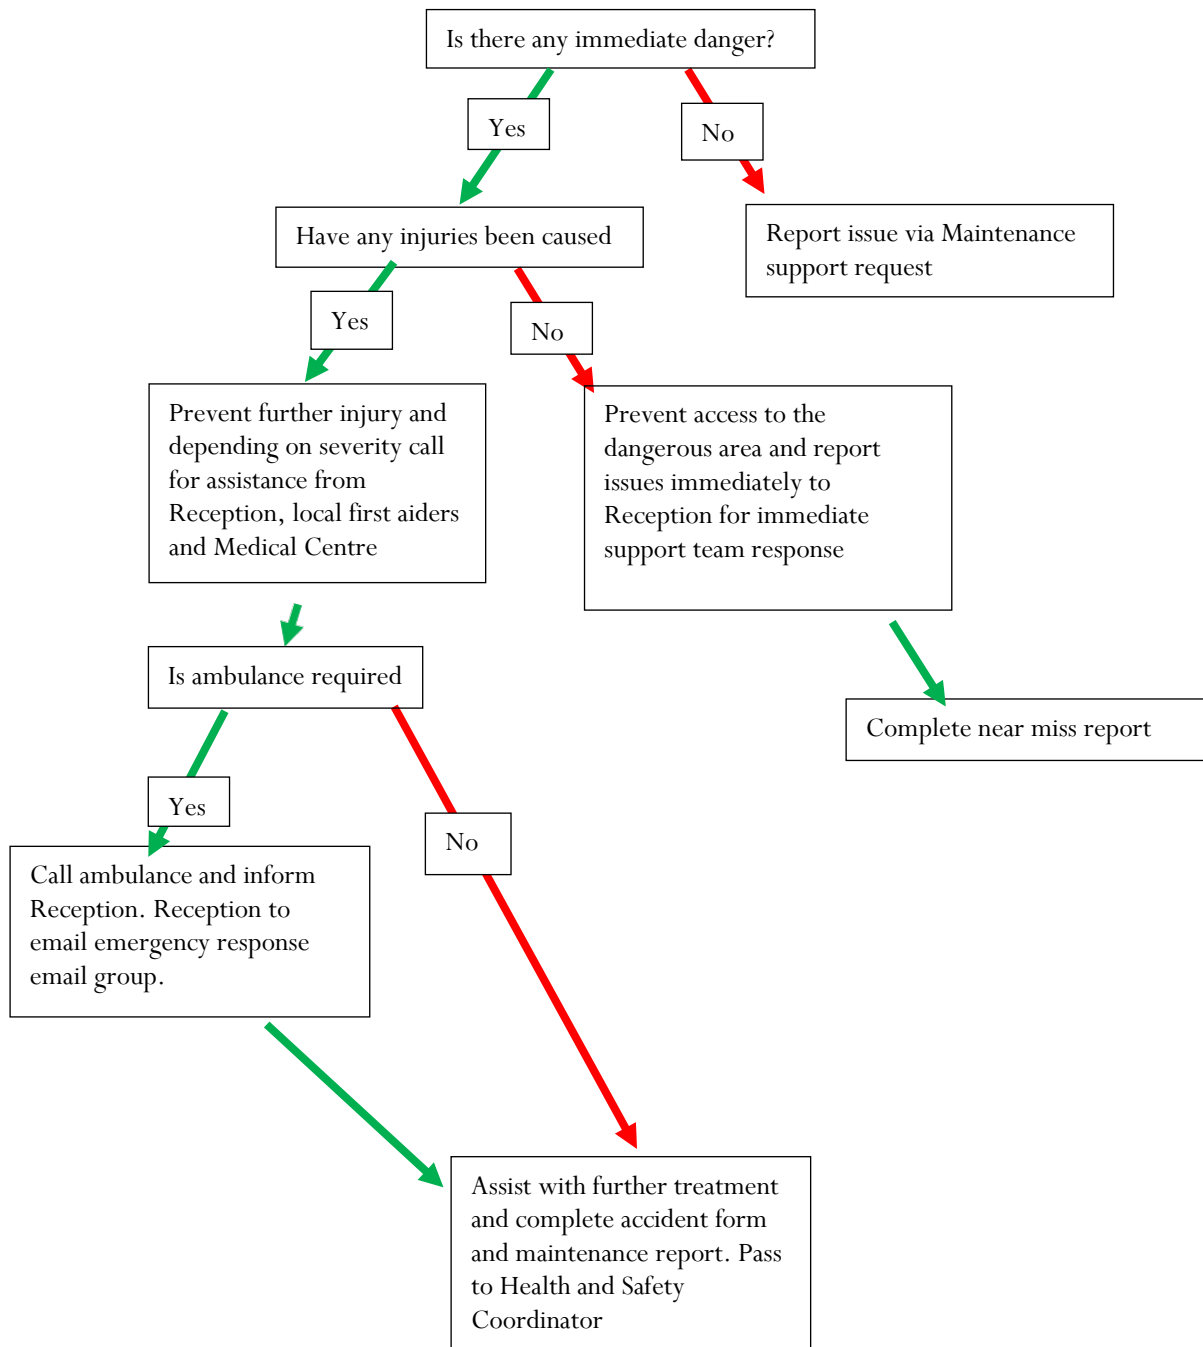 Is there any immediate danger?
Yes
No
Have any injuries been caused
Report issue via Maintenance
support request
Yes
No
Prevent further injury and
depending on severity call
for assistance from
Reception, local first aiders
and Medical Centre
Prevent access to the
dangerous area and report
issues immediately to
Reception for immediate
support team response
Is ambulance required
Complete near miss report
Yes
No
Call ambulance and inform
Reception. Reception to
email emergency response
email group.
Assist with further treatment
and complete accident form
and maintenance report. Pass
to Health and Safety
Coordinator